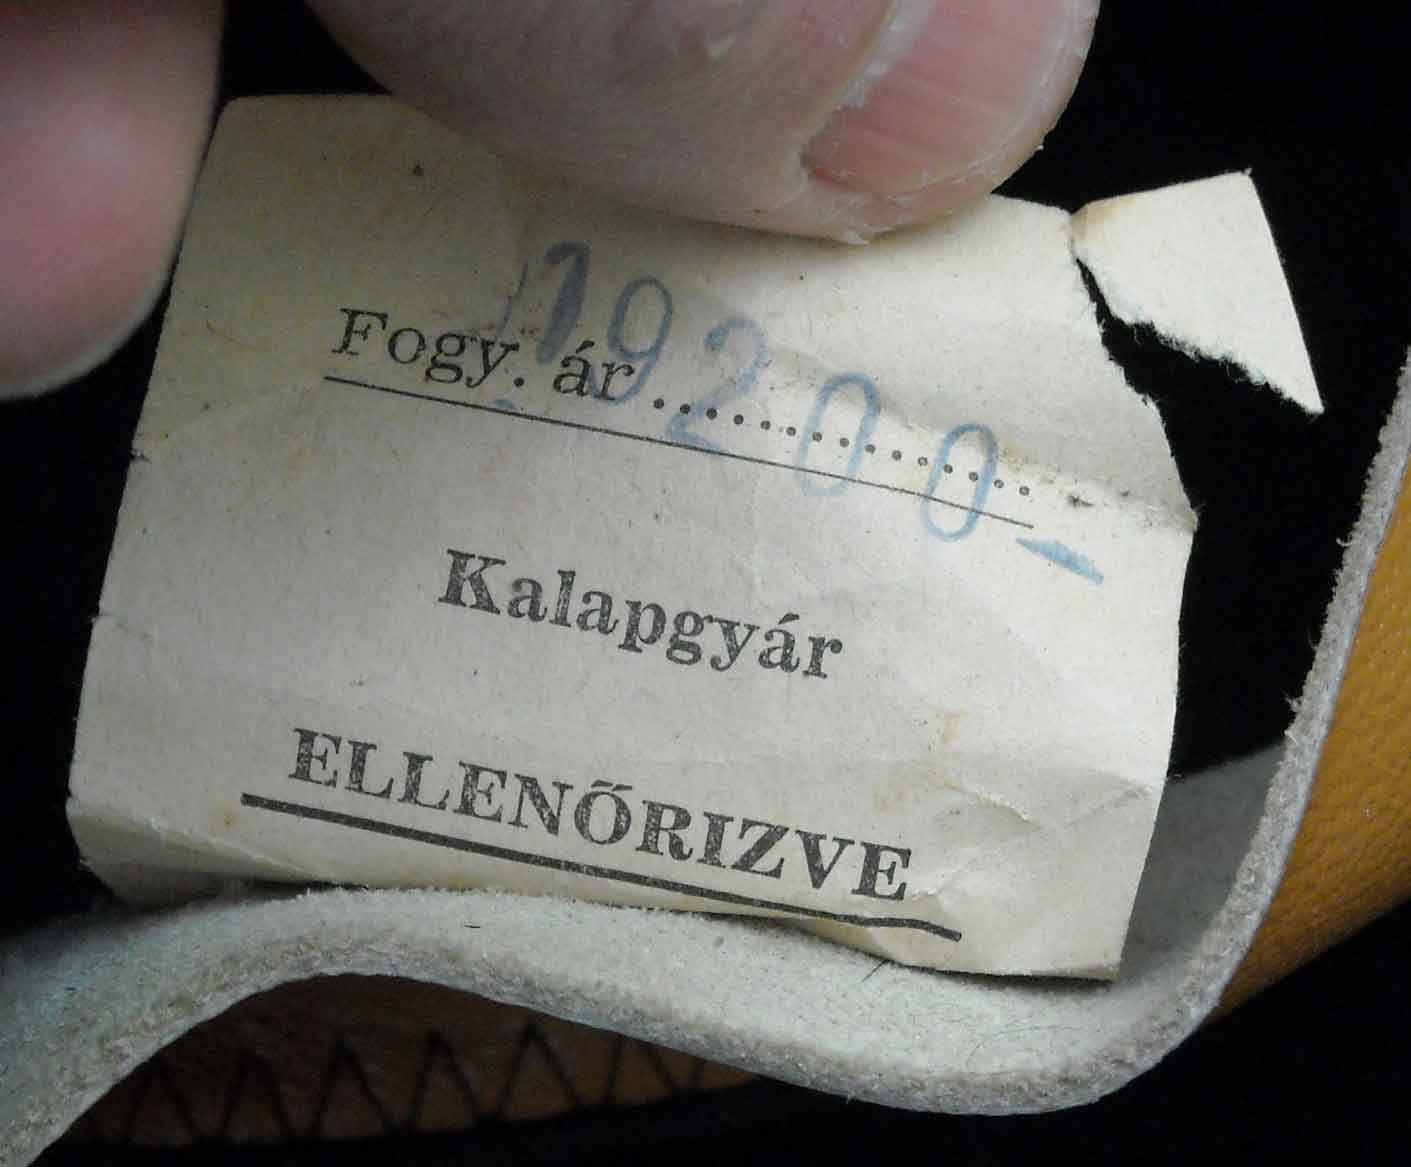 Fogy. ár.............. 19200-
Kalapgyár
ELLENŐRIZVE